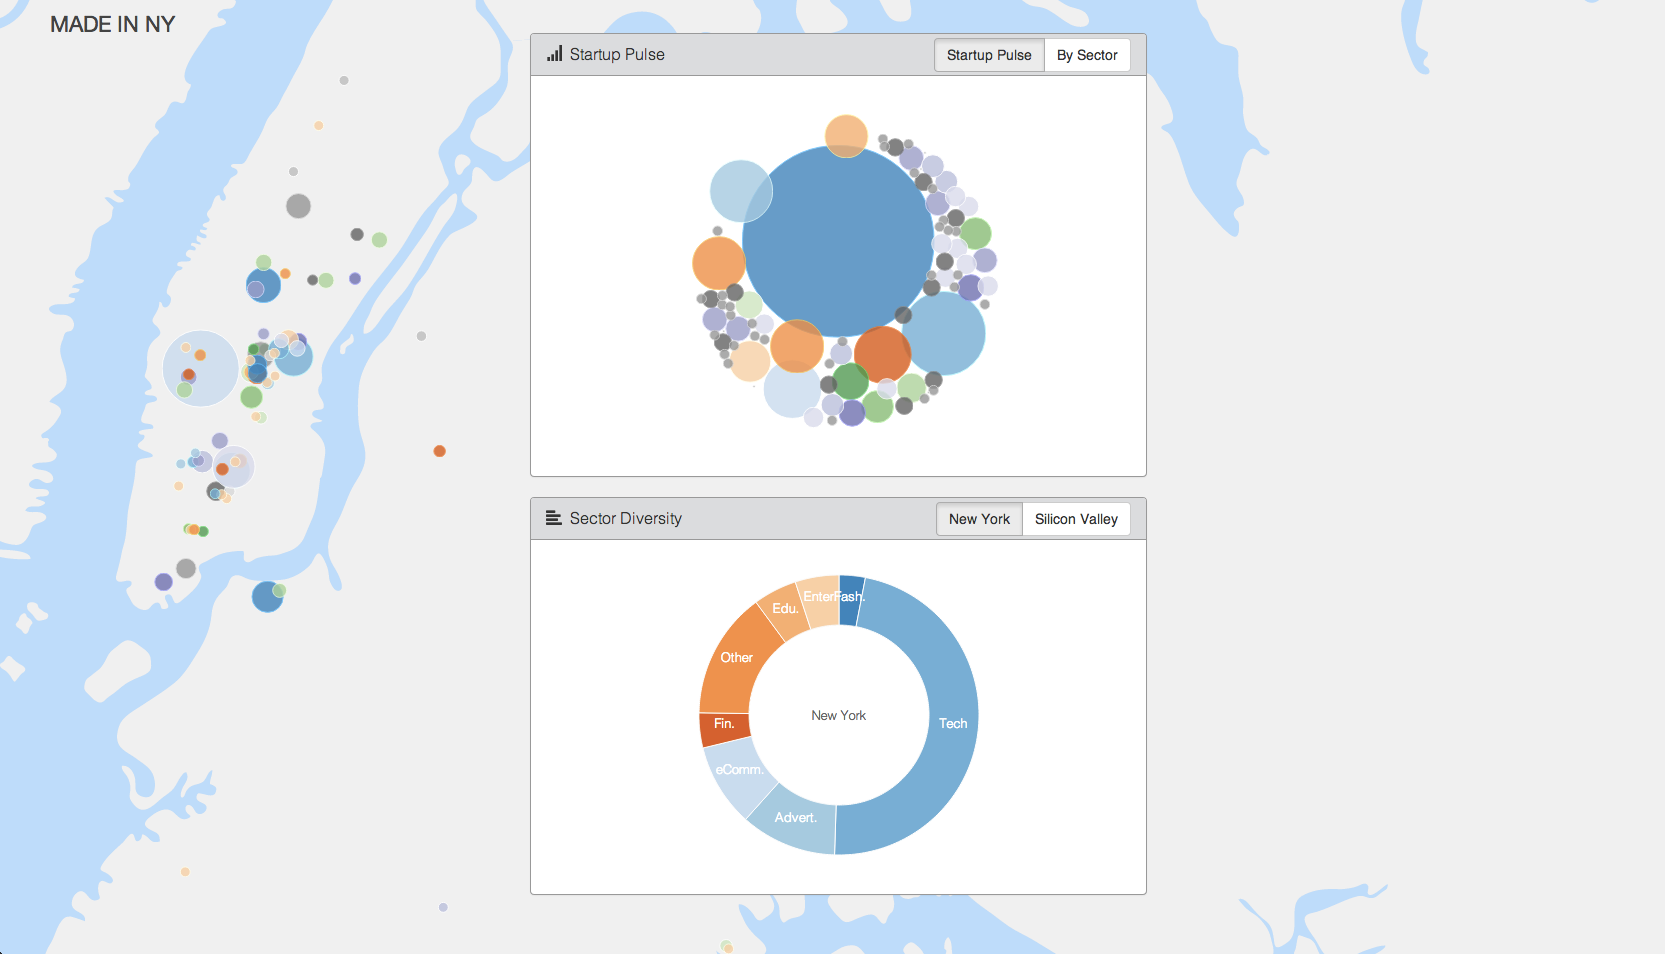 MADE IN NY
Startup Pulse
Startup Pulse
By Sector
Sector Diversity
New York
Silicon Valley
Enter
Fash.
Edu.
Other
Fin.
Tech
New York
eComm.
Advert.